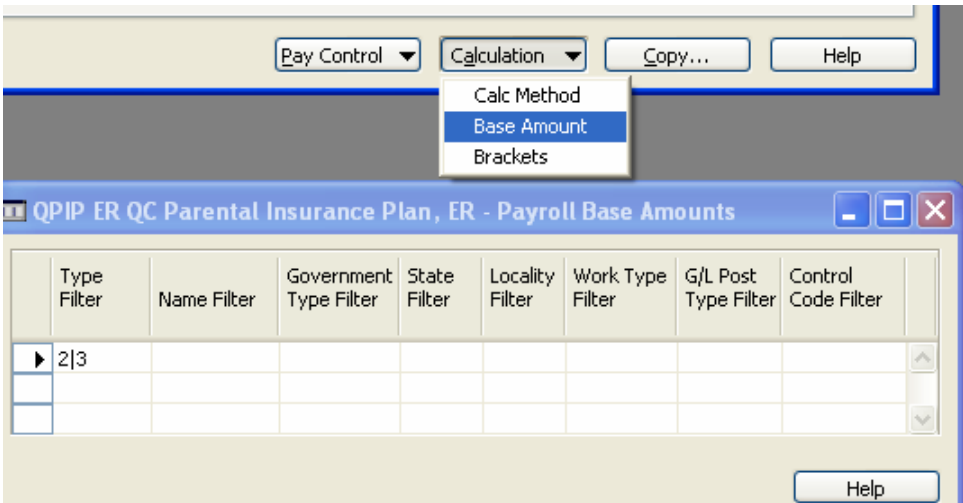 Pay Control Calculation Copy... Help
Calc Method
Base Amount
Brackets
QPIP ER QC Parental Insurance Plan, ER - Payroll Base Amounts
Type Filter Name Filter Government Type Filter State Filter Locality Filter Work Type Filter G/L Post Type Filter Control Code Filter
2|3
Help